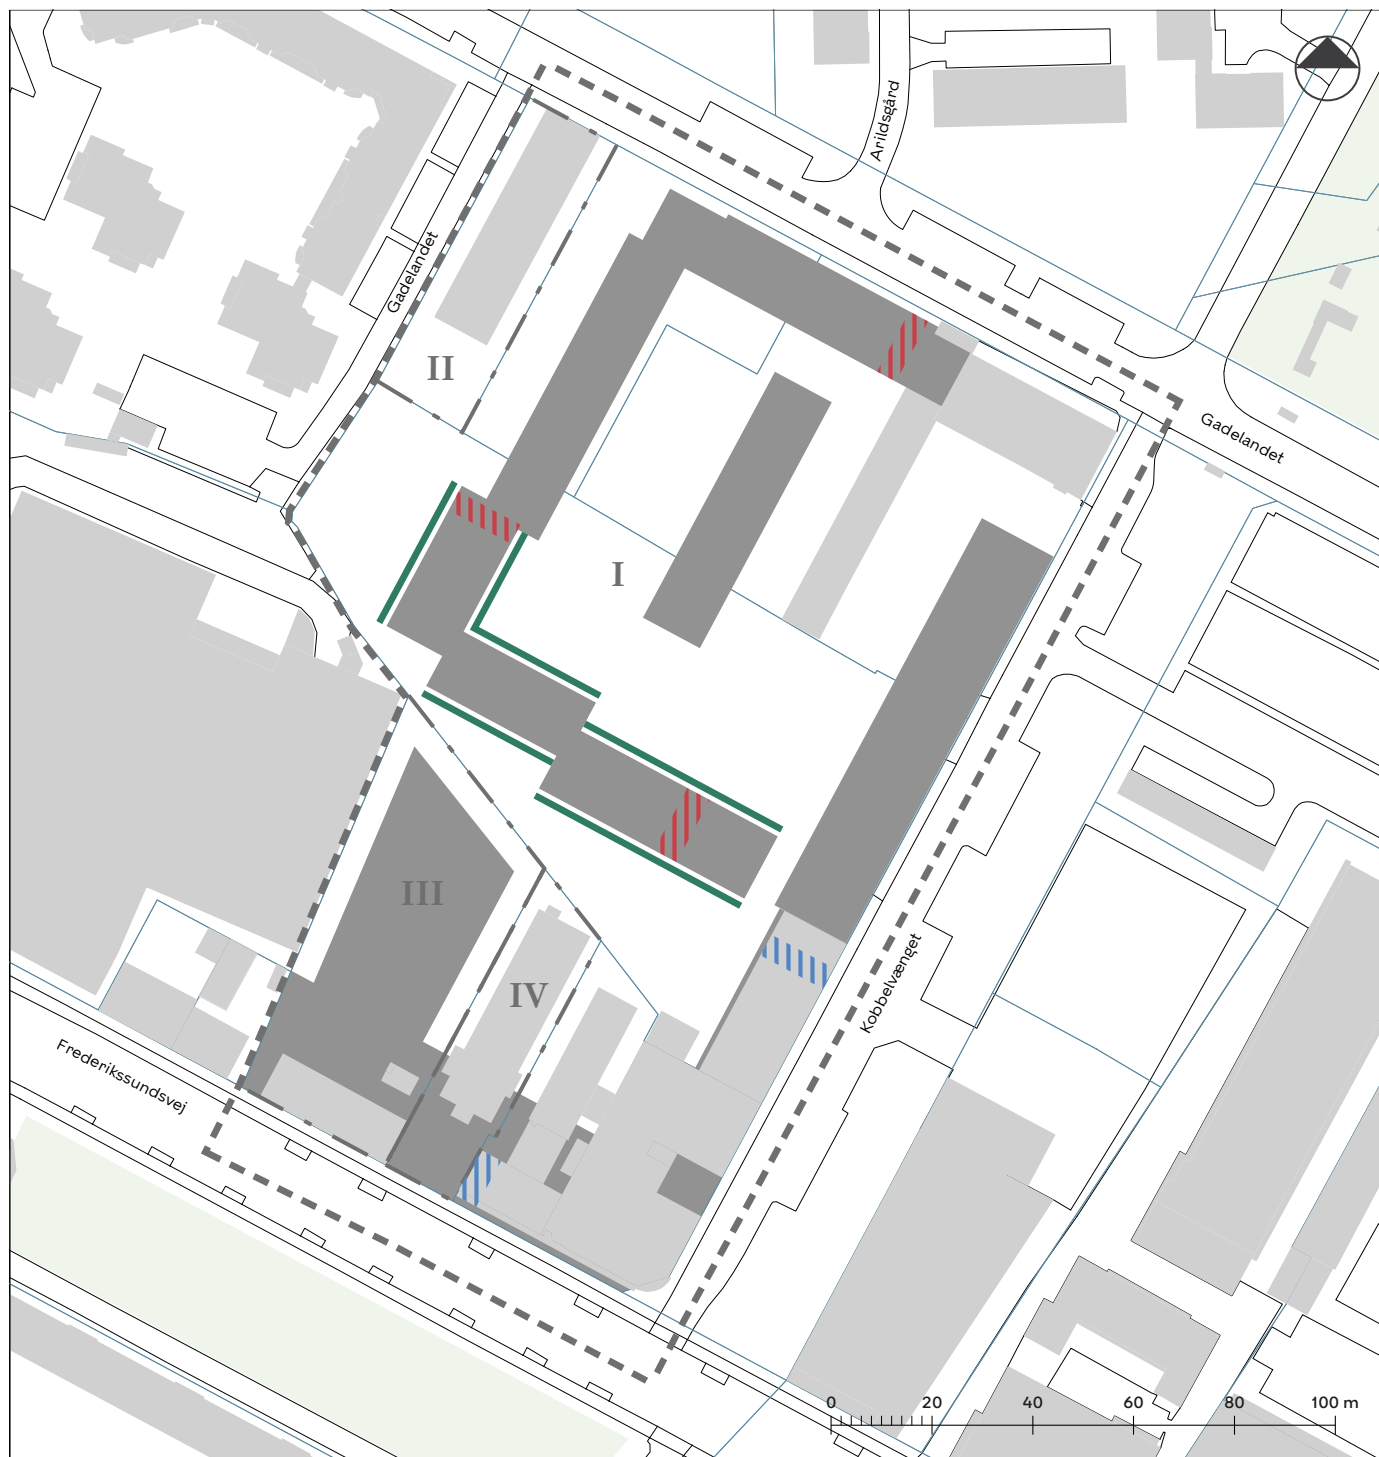 Arildsgård
Gadelandet
II
Gadelandet
I
III
Kobbelvænget
IV
Frederikssundsvej
0 20 40 60 80 100 m